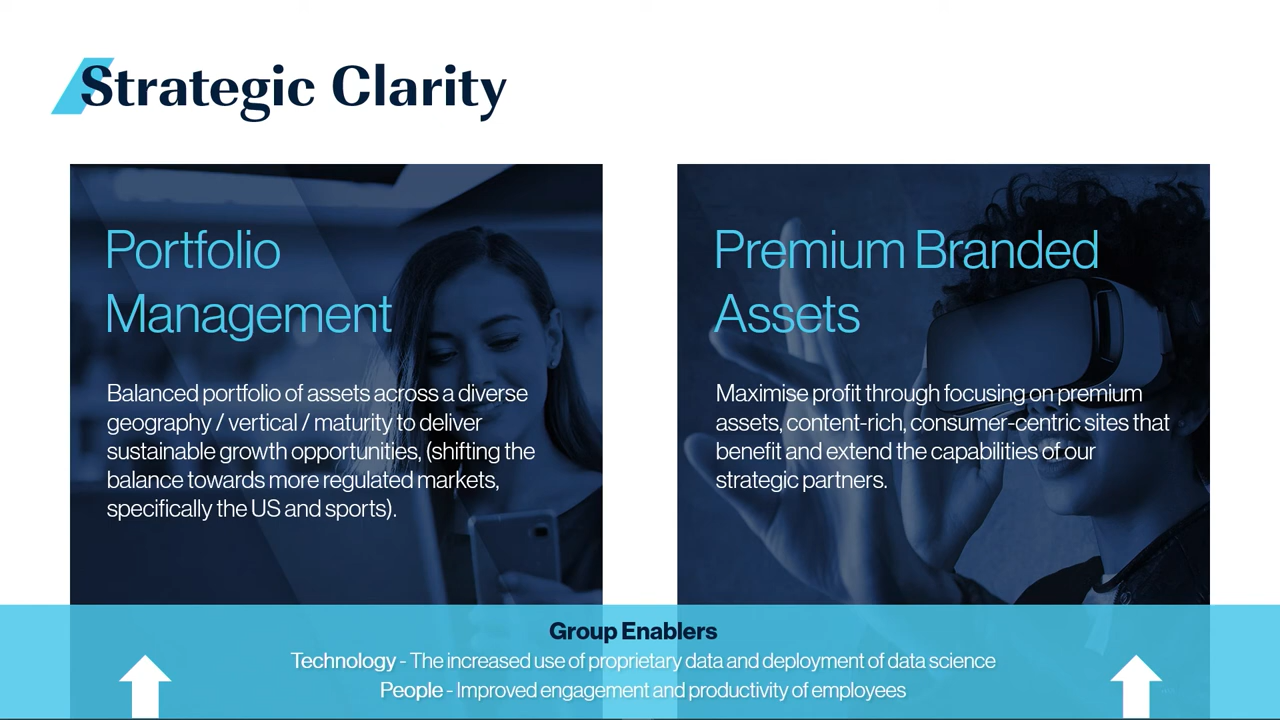 Strategic Clarity
Portfolio
Management
Balanced portfolio of assets across a diverse
geography / vertical / maturity to deliver
sustainable growth opportunities, (shifting the
balance towards more regulated markets,
specifically the US and sports).
Premium Branded
Assets
Maximise profit through focusing on premium
assets, content-rich, consumer-centric sites that
benefit and extend the capabilities of our
strategic partners.
Group Enablers
Technology - The increased use of proprietary data and deployment of data science
People - Improved engagement and productivity of employees